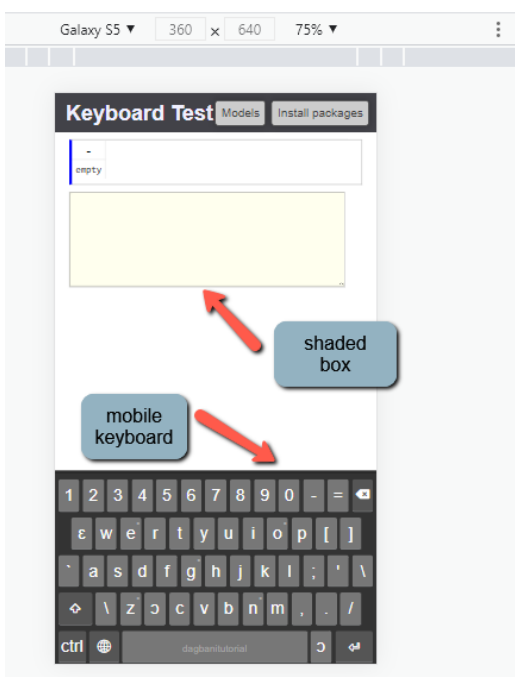 Galaxy S5 ▼ 360 x 640 75% ▼
Keyboard Test Models Install packages
-
empty
shaded
box
mobile
keyboard
1 2 3 4 5 6 7 8 9 0 - =
ɛ w e r t y u i o p [ ]
` a s d f g h j k l ; ' \
\ z ɔ c v b n m , . /
ctrl dagbanitutorial ɔ